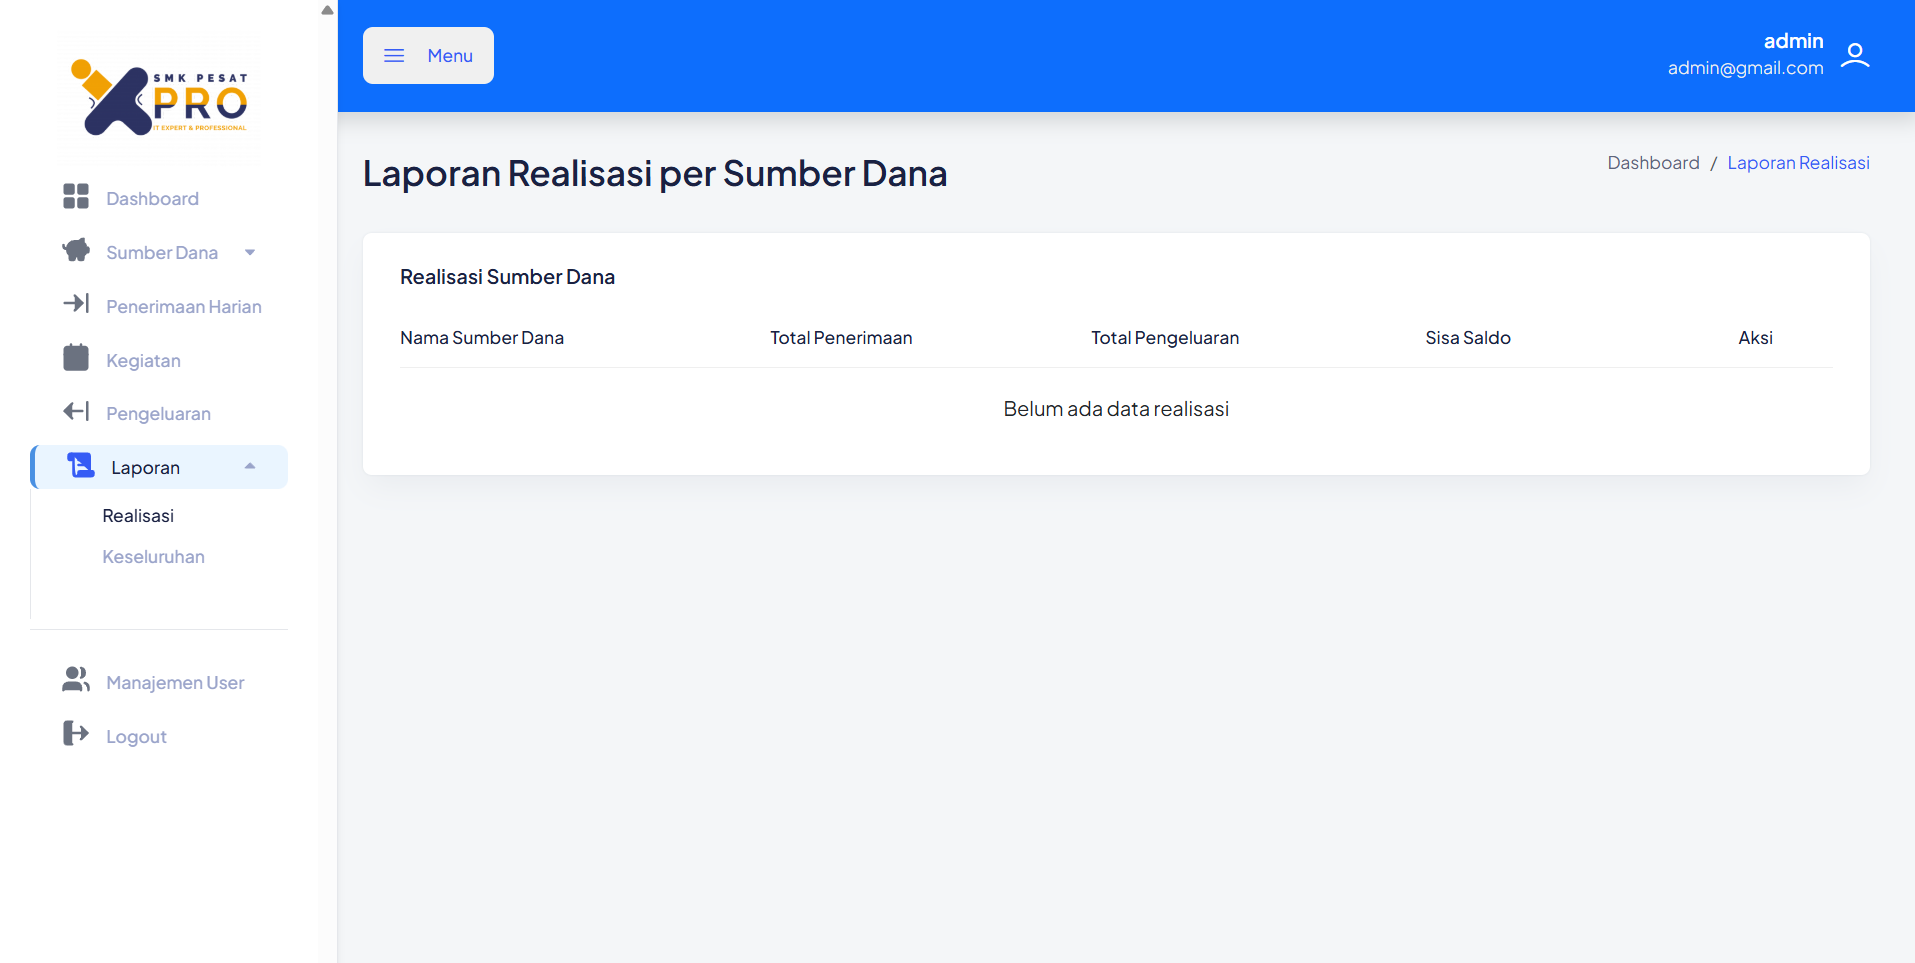 SMK PESAT
PRO
IT EXPERT & PROFESSIONAL
Dashboard
Sumber Dana
Penerimaan Harian
Kegiatan
Pengeluaran
Laporan
Realisasi
Keseluruhan
Manajemen User
Logout
Menu
admin
admin@gmail.com
Laporan Realisasi per Sumber Dana
Dashboard / Laporan Realisasi
Realisasi Sumber Dana
Nama Sumber Dana Total Penerimaan Total Pengeluaran Sisa Saldo Aksi
Belum ada data realisasi